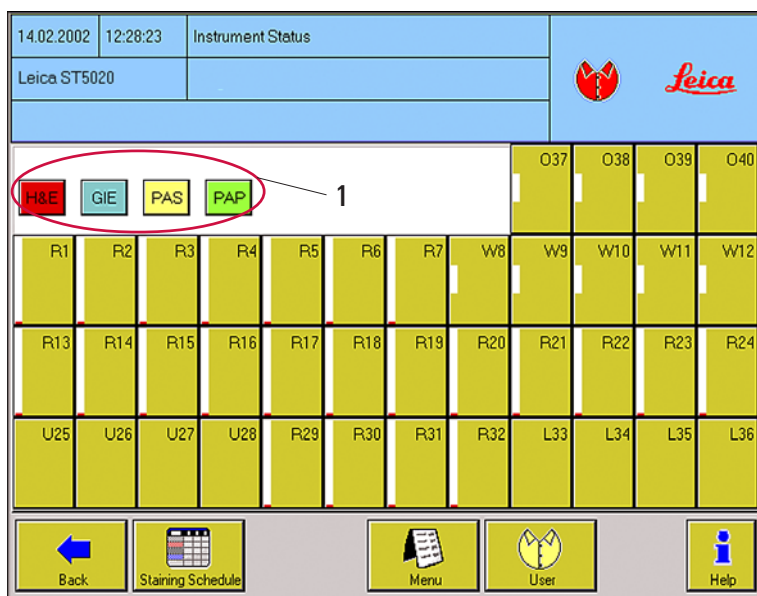 14.02.2002 12:28:23 Instrument Status
Leica ST5020
Leica
O37 O38 O39 O40
H&E GIE PAS PAP 1
R1 R2 R3 R4 R5 R6 R7 W8 W9 W10 W11 W12
R13 R14 R15 R16 R17 R18 R19 R20 R21 R22 R23 R24
U25 U26 U27 U28 R29 R30 R31 R32 L33 L34 L35 L36
Back Staining Schedule Menu User Help